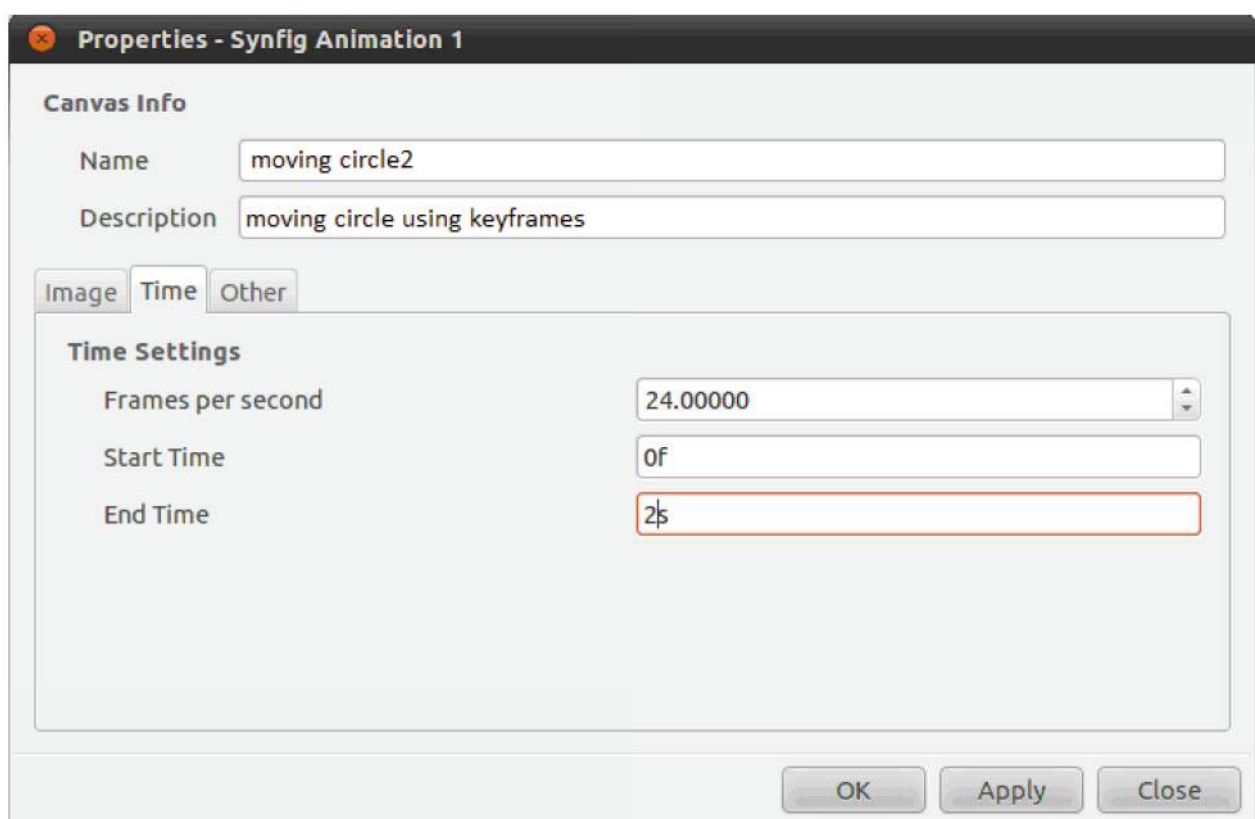 Properties - Synfig Animation 1
Canvas Info
Name moving circle2
Description moving circle using keyframes
Image Time Other
Time Settings
Frames per second 24.00000
Start Time 0f
End Time 2s
OK Apply Close